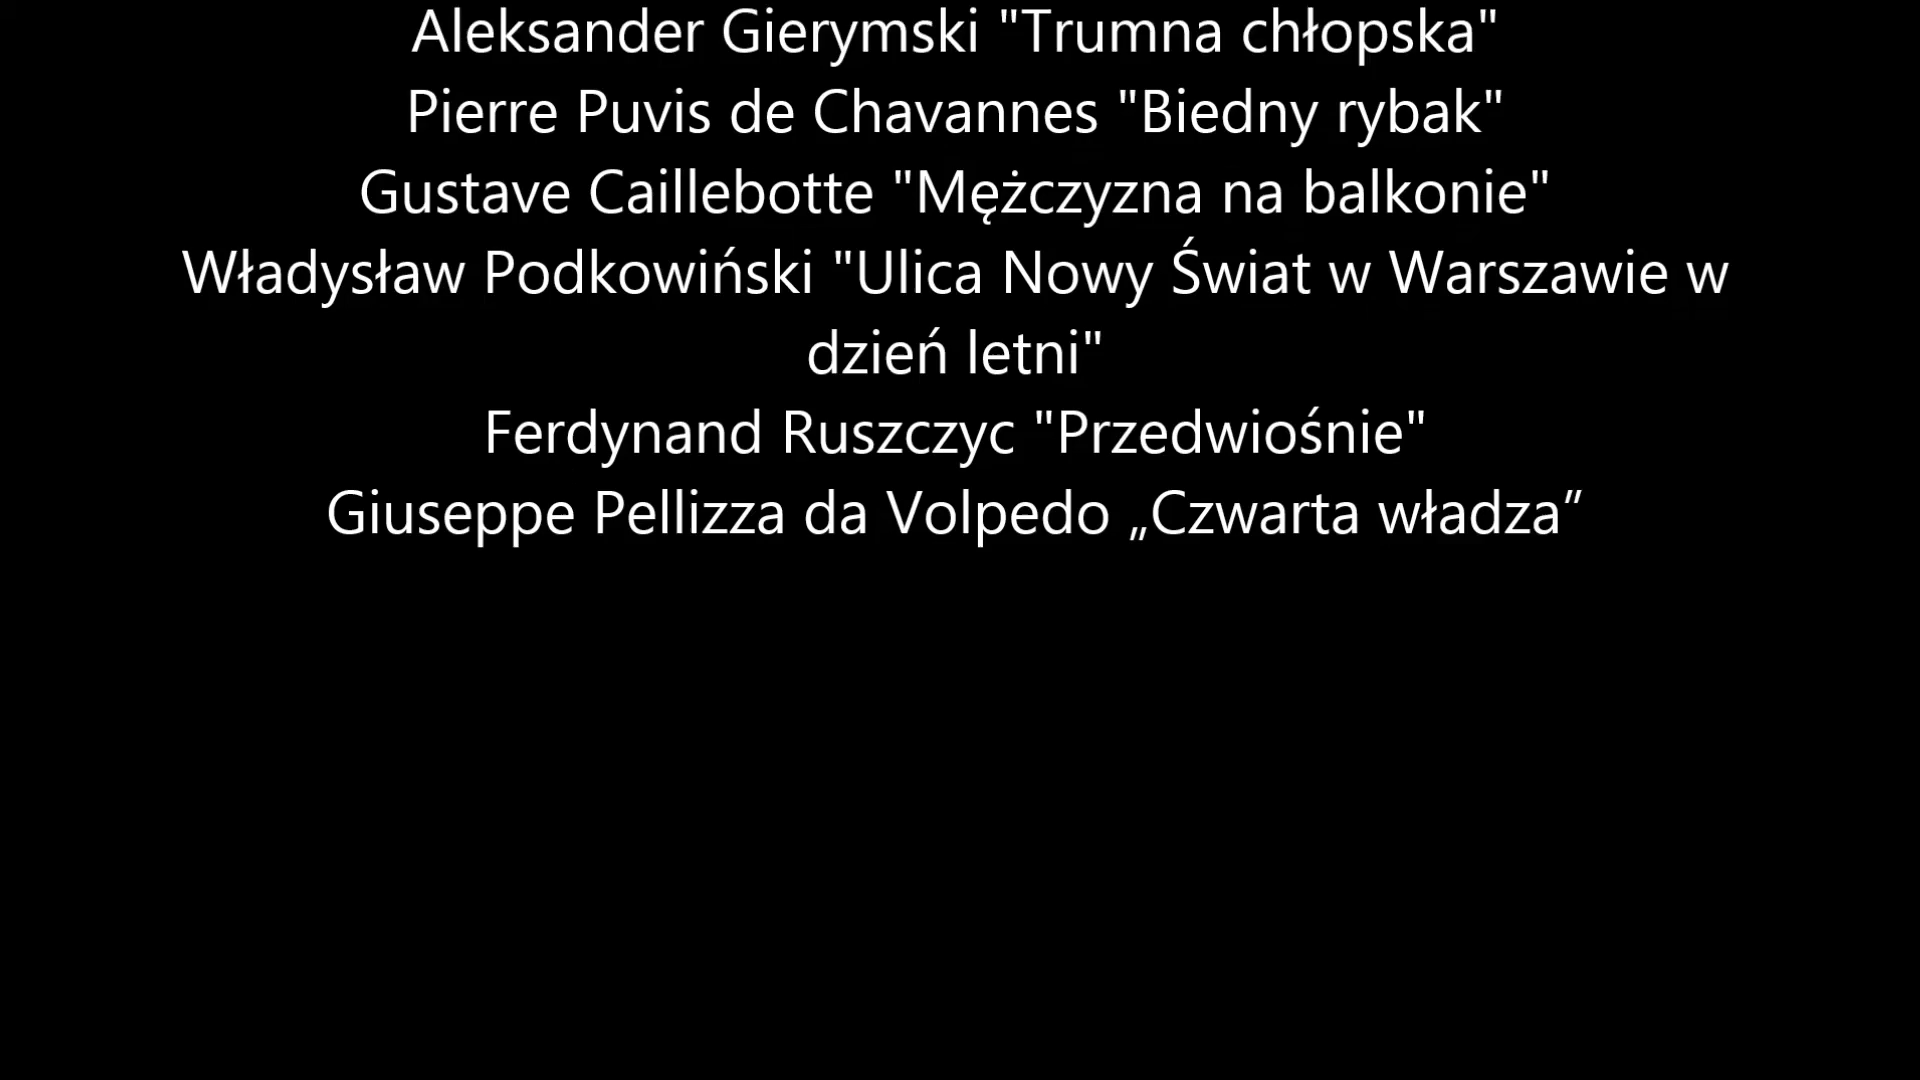 Aleksander Gierymski "Trumna chłopska"
Pierre Puvis de Chavannes "Biedny rybak"
Gustave Caillebotte "Mężczyzna na balkonie"
Władysław Podkowiński "Ulica Nowy Świat w Warszawie w
dzień letni"
Ferdynand Ruszczyc "Przedwiośnie"
Giuseppe Pellizza da Volpedo „Czwarta władza”